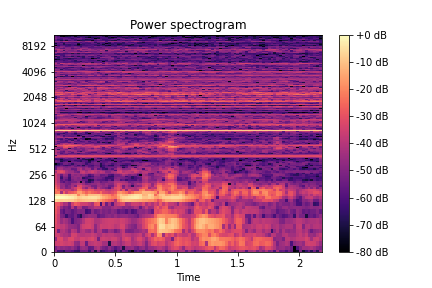 Power spectrogram
8192
4096
2048
1024
512
256
128
64
0
Hz
0
0.5
1
1.5
2
Time
+0 dB
-10 dB
-20 dB
-30 dB
-40 dB
-50 dB
-60 dB
-70 dB
-80 dB